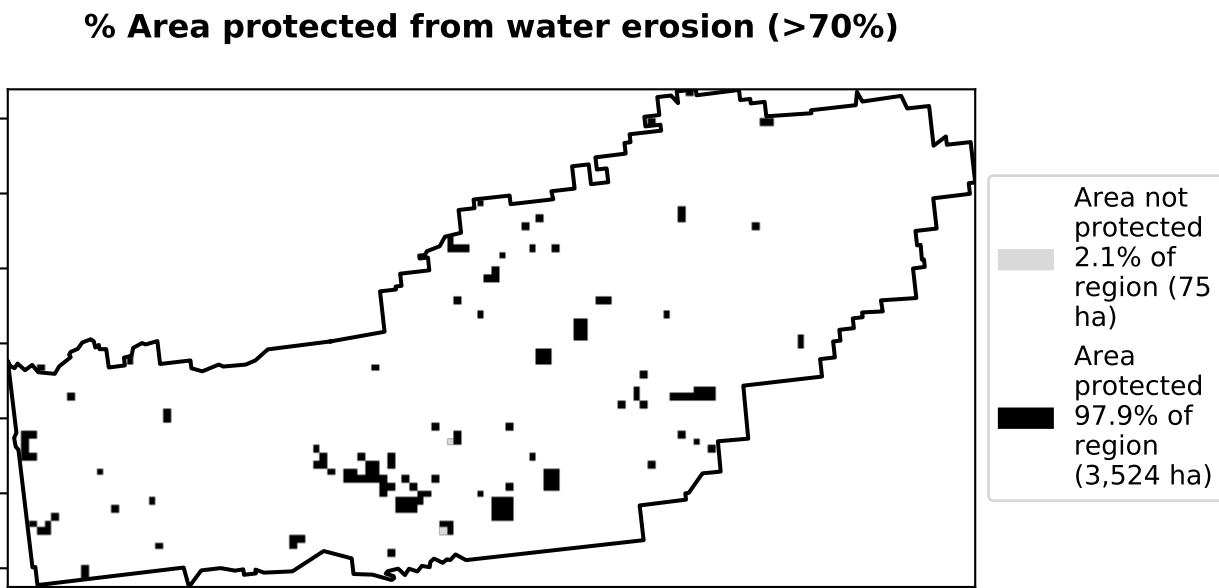 % Area protected from water erosion (>70%)
Area not
protected
2.1% of
region (75
ha)
Area
protected
97.9% of
region
(3,524 ha)